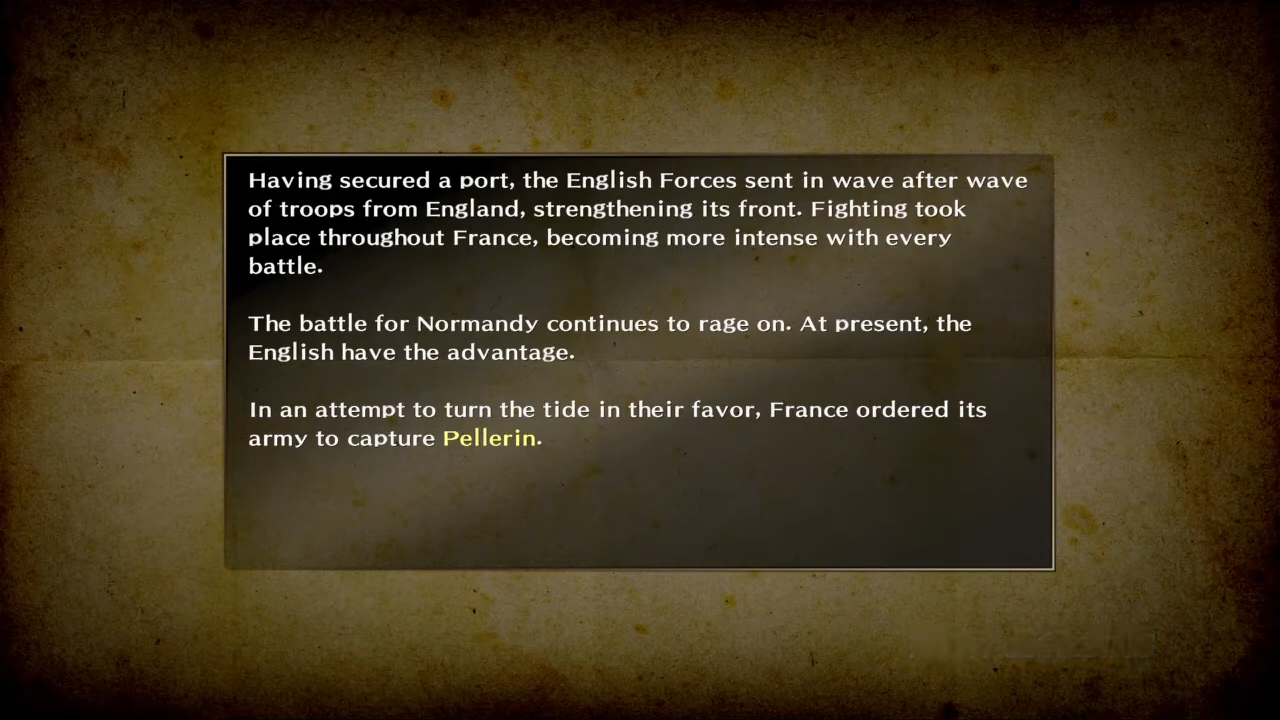 Having secured a port, the English Forces sent in wave after wave
of troops from England, strengthening its front. Fighting took
place throughout France, becoming more intense with every
battle.
The battle for Normandy continues to rage on. At present, the
English have the advantage.
In an attempt to turn the tide in their favor, France ordered its
army to capture Pellerin.